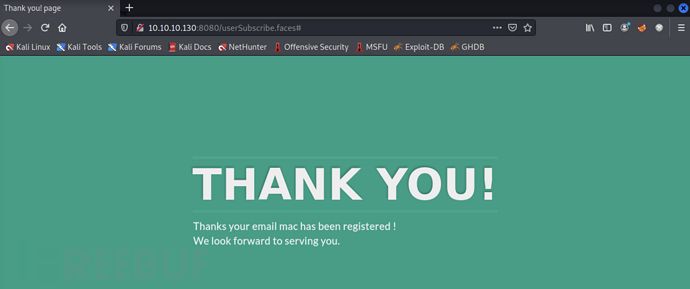 Thank you! page
10.10.10.130:8080/userSubscribe.faces#
Kali Linux Kali Tools Kali Forums Kali Docs NetHunter Offensive Security MSFU Exploit-DB GHDB
THANK YOU!
Thanks your email mac has been registered !
We look forward to serving you.
REEBUF